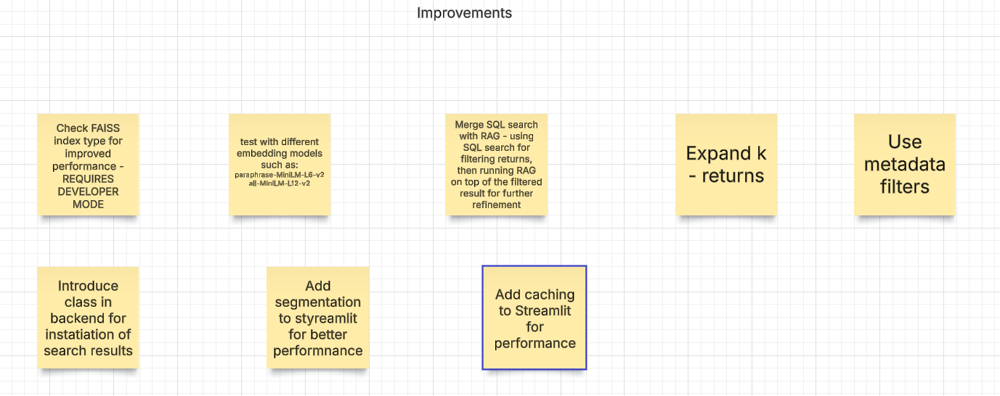 Improvements
Check FAISS
index type for
improved
performance -
REQUIRES
DEVELOPER
MODE
test with different
embedding models
such as:
paraphrase-MiniLM-L6-v2
all-MiniLM-L12-v2
Merge SQL search
with RAG - using
SQL search for
filtering returns,
then running RAG
on top of the filtered
result for further
refinement
Expand k
- returns
Use
metadata
filters
Introduce
class in
backend for
instatiation of
search results
Add
segmentation
to styreamlit
for better
performnance
Add caching
to Streamlit
for
performance